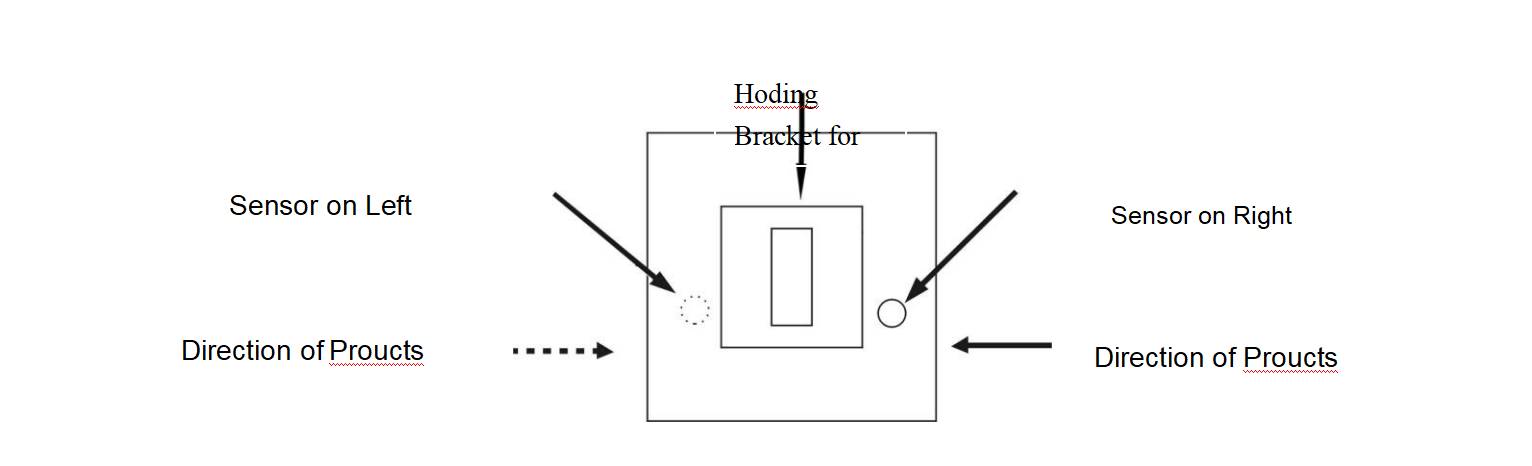 Hoding
Bracket for
Sensor on Left
Sensor on Right
Direction of Proucts
Direction of Proucts